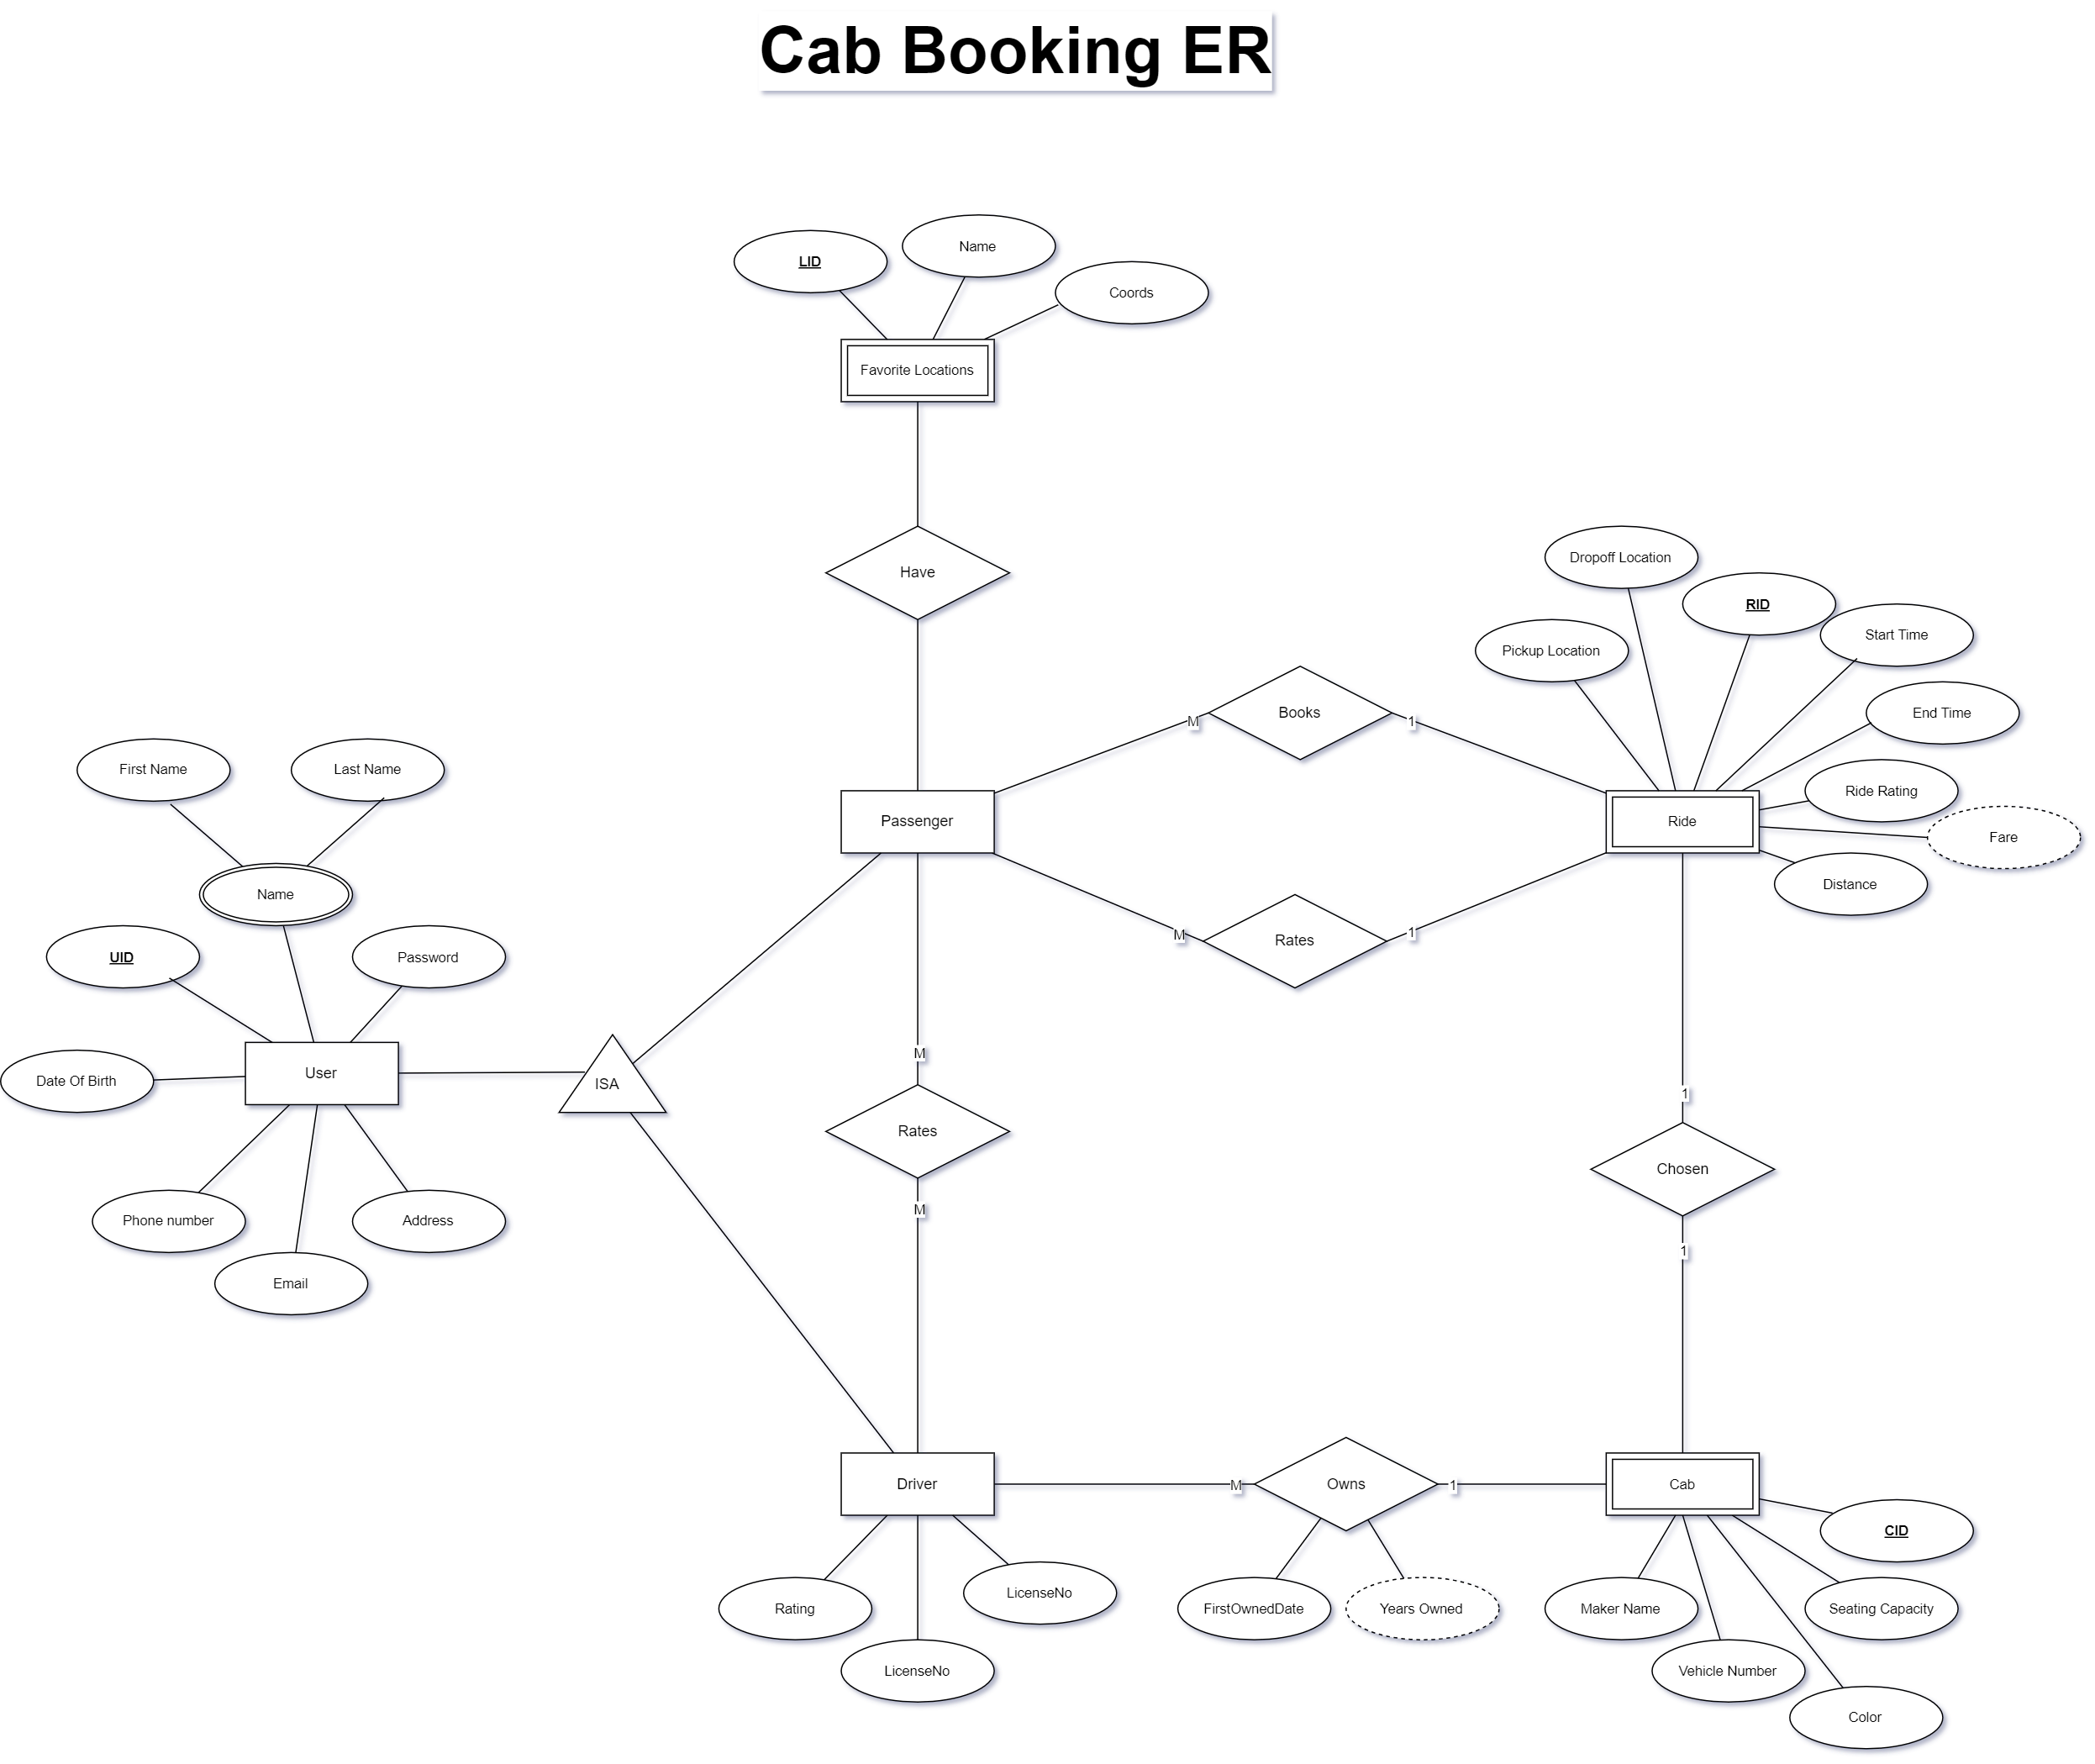 Cab Booking ER
LID
Name
Coords
Favorite Locations
Have
Dropoff Location
RID
Start Time
Pickup Location
End Time
M
Books
1
First Name
Last Name
Ride Rating
Passenger
Ride
Fare
Name
Distance
M
Rates
1
UID
Password
M
1
Date Of Birth
User
ISA
Rates
Chosen
M
Phone number
Address
1
Email
Driver
M
Owns
1
Cab
CID
Rating
LicenseNo
FirstOwnedDate
Years Owned
Maker Name
Seating Capacity
LicenseNo
Vehicle Number
Color